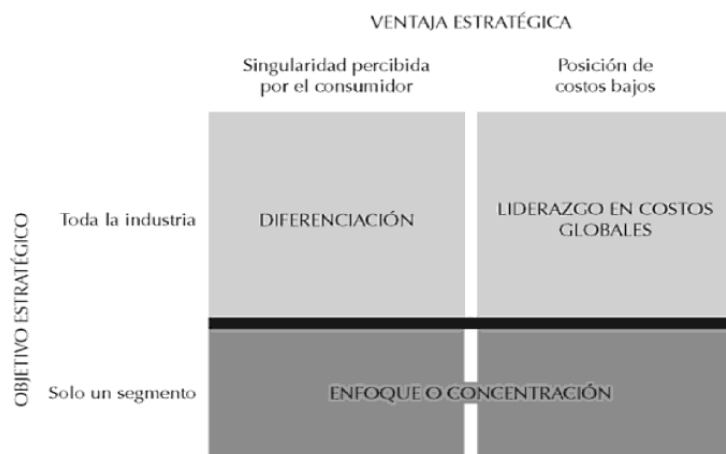 VENTAJA ESTRATÉGICA
Singularidad percibida
por el consumidor
Posición de
costos bajos
OBJETIVO ESTRATÉGICO
Toda la industria
DIFERENCIACIÓN
LIDERAZGO EN COSTOS
GLOBALES
Solo un segmento
ENFOQUE O CONCENTRACIÓN